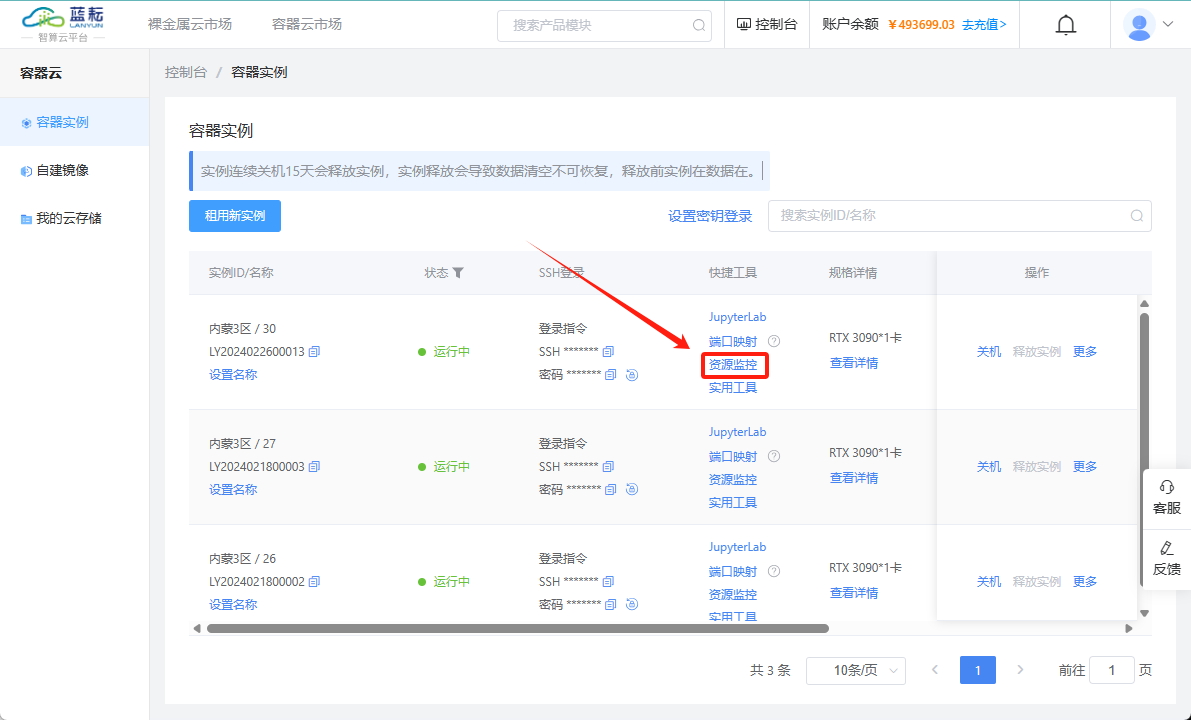 蓝耘
LANYUN
智算云平台
裸金属云市场
容器云市场
搜索产品模块
控制台
账户余额 ¥493699.03 去充值>
容器云
容器实例
自建镜像
我的云存储
控制台 / 容器实例
容器实例
实例连续关机15天会释放实例，实例释放会导致数据清空不可恢复，释放前实例在数据在。
租用新实例
设置密钥登录
搜索实例ID/名称
实例ID/名称 状态 SSH登录 快捷工具 规格详情 操作
内蒙3区 / 30
LY2024022600013
设置名称
运行中
登录指令
SSH *******
密码 *******
JupyterLab
端口映射
资源监控
实用工具
RTX 3090*1卡
查看详情
关机 释放实例 更多
内蒙3区 / 27
LY2024021800003
设置名称
运行中
登录指令
SSH *******
密码 *******
JupyterLab
端口映射
资源监控
实用工具
RTX 3090*1卡
查看详情
关机 释放实例 更多
内蒙3区 / 26
LY2024021800002
设置名称
运行中
登录指令
SSH *******
密码 *******
JupyterLab
端口映射
资源监控
实用工具
RTX 3090*1卡
查看详情
关机 释放实例 更多
客服
反馈
共 3 条 10条/页 < 1 > 前往 1 页